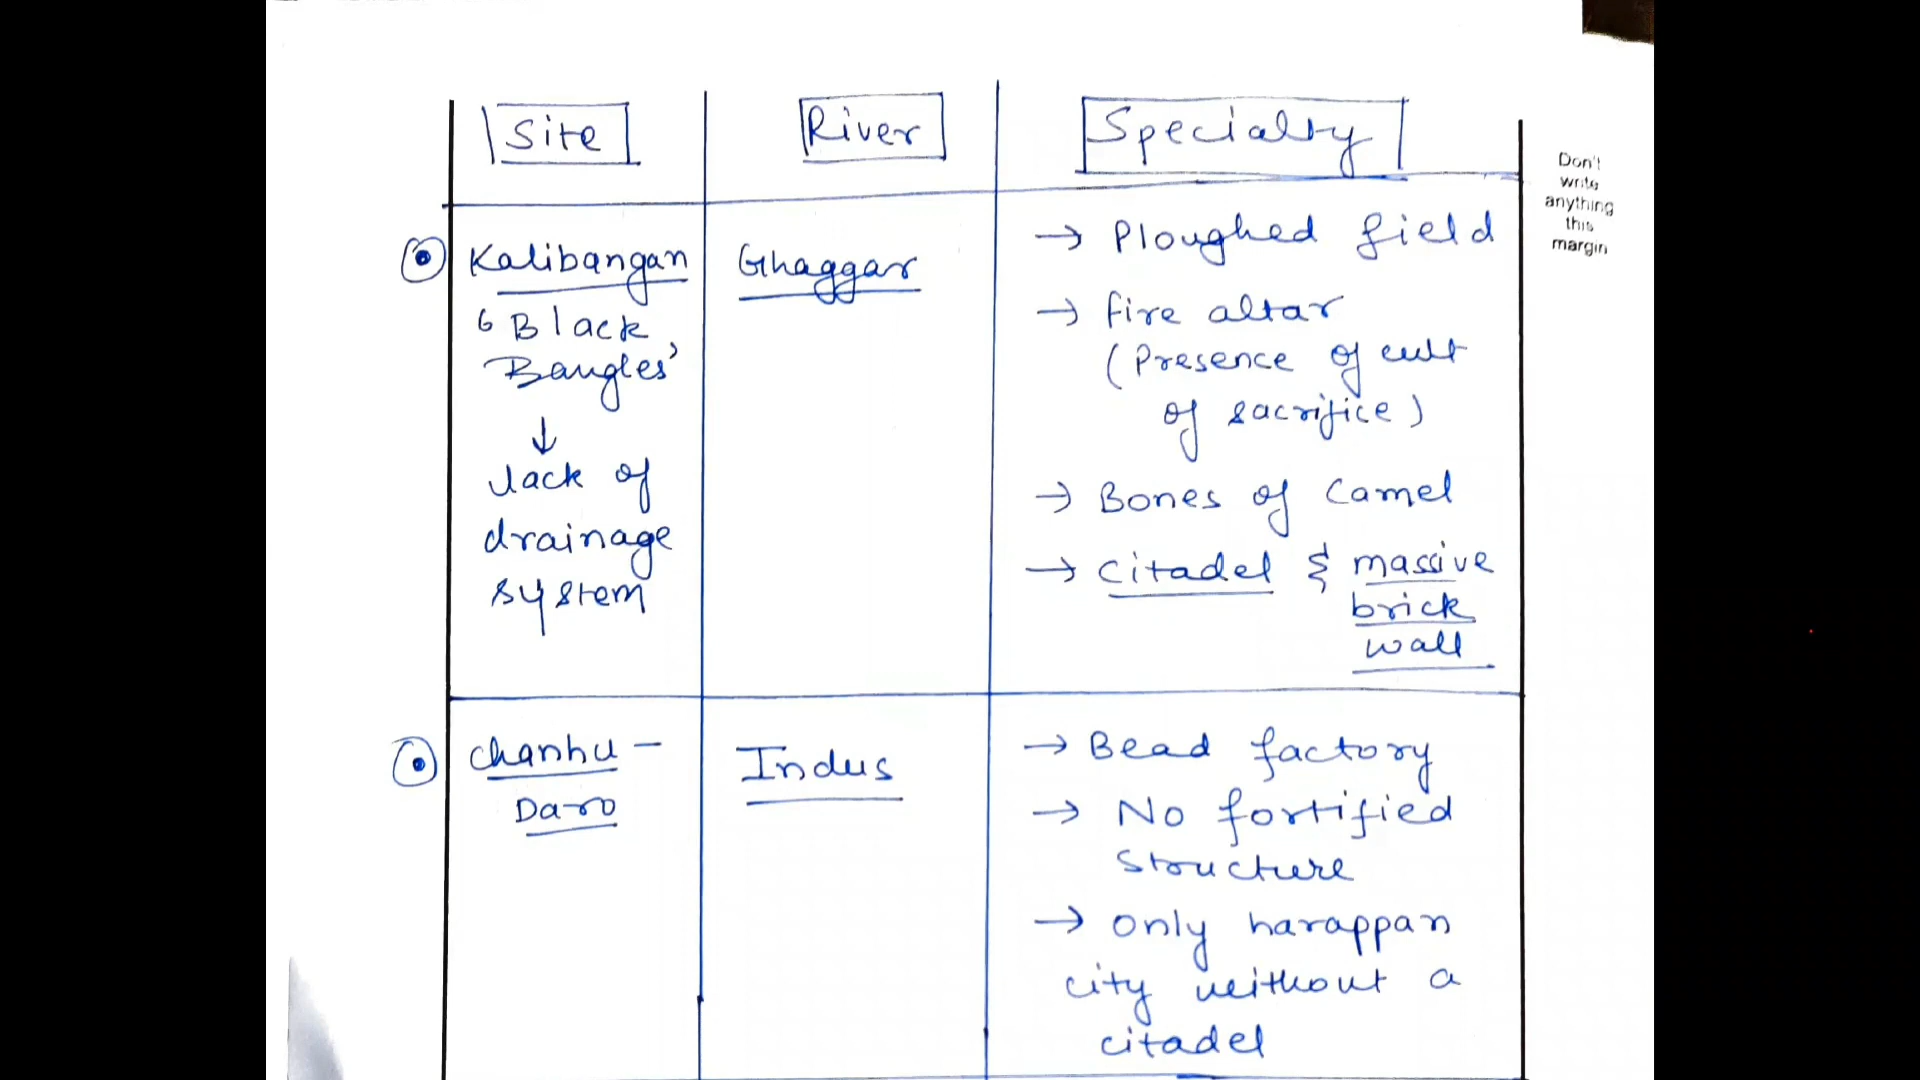 Site River Specialty
Don't
write
anything
this
margin
Kalibangan
'Black
Bangles'
↓
lack of
drainage
system
Ghaggar
→ Ploughed field
→ fire altar
(Presence of cult
of sacrifice)
→ Bones of camel
→ Citadel & massive
brick
wall
Chanhu-
Daro
Indus
→ Bead factory
→ No fortified
structure
→ only harappan
city without a
citadel